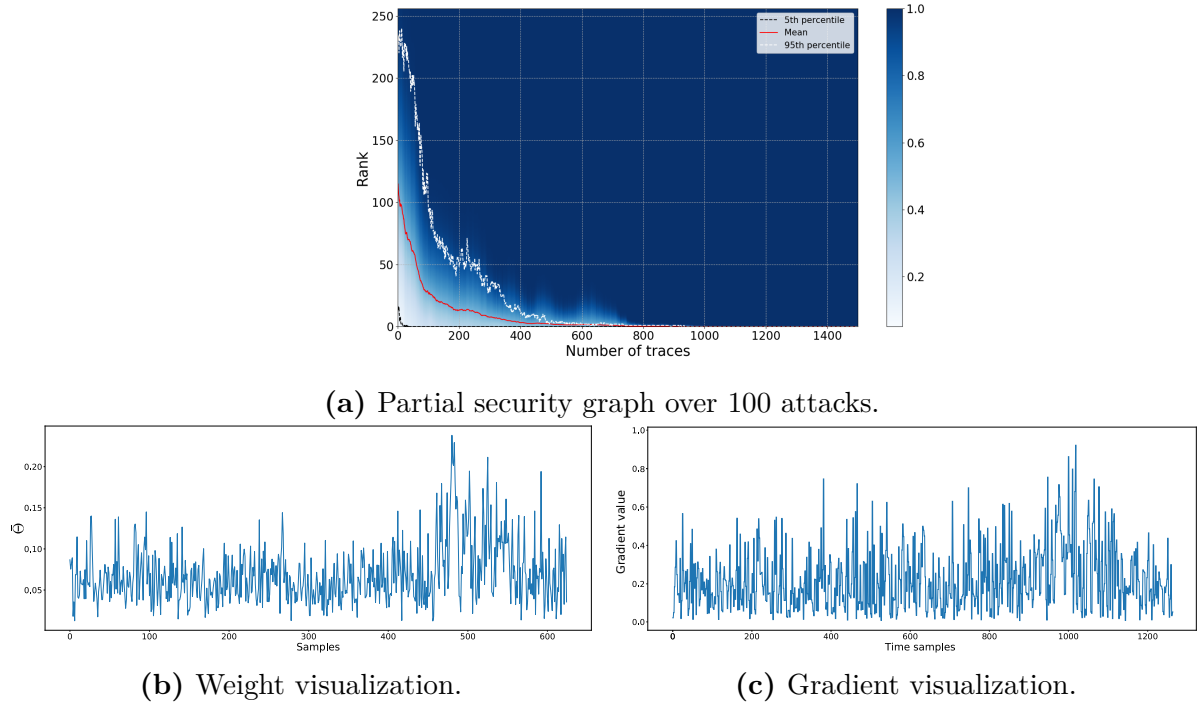 250
200
150
100
50
0
Rank
0 200 400 600 800 1000 1200 1400
Number of traces
5th percentile
Mean
95th percentile
1.0
0.8
0.6
0.4
0.2
(a) Partial security graph over 100 attacks.
0.20
0.15
0.10
0.05
Θ̄
0 100 200 300 400 500 600
Samples
(b) Weight visualization.
1.0
0.8
0.6
0.4
0.2
0.0
Gradient value
0 200 400 600 800 1000 1200
Time samples
(c) Gradient visualization.